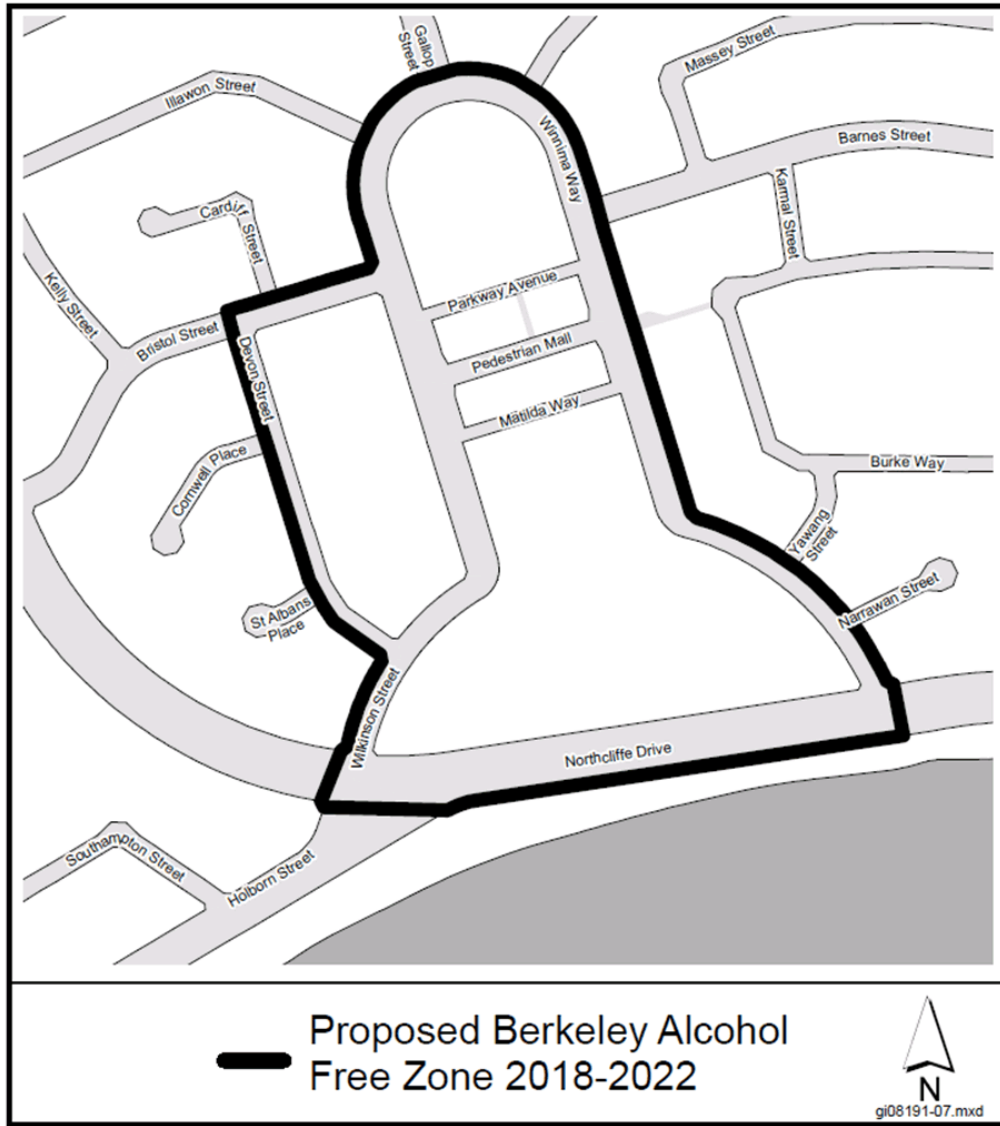 Gallop
Street
Massey Street
Illawon Street
Winnima Way
Barnes Street
Karmal Street
Cardiff
Street
Kelly Street
Parkway Avenue
Bristol Street
Devon Street
Pedestrian Mall
Matilda Way
Cornwell Place
Burke Way
Yawang
Street
Narrawan Street
St Albans
Place
Wilkinson Street
Northcliffe Drive
Southampton Street
Holborn Street
Proposed Berkeley Alcohol
Free Zone 2018-2022
N
gi08191-07.mxd